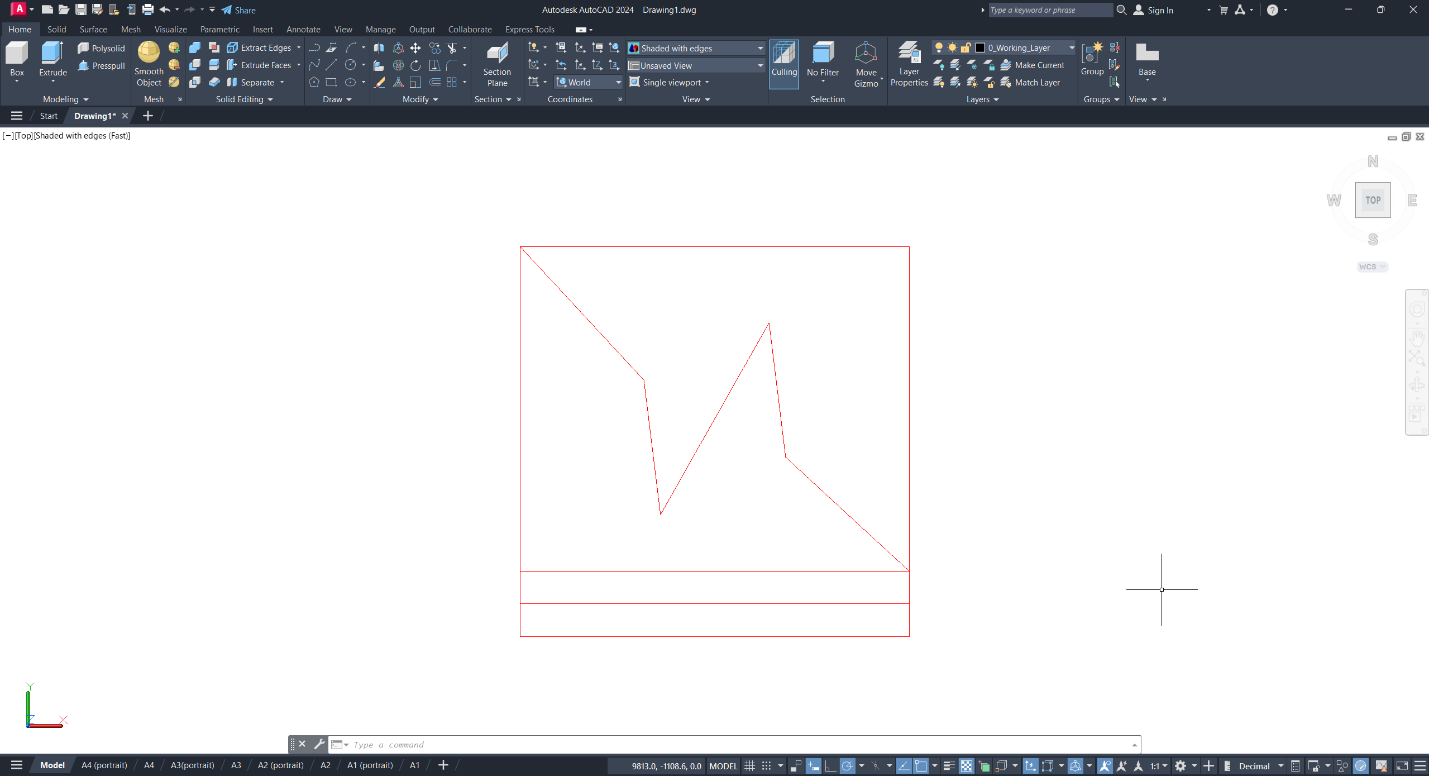 A Share Autodesk AutoCAD 2024 Drawing1.dwg Type a keyword or phrase Sign In
Home Solid Surface Mesh Visualize Parametric Insert Annotate View Manage Output Collaborate Express Tools
Box Extrude Polysolid Presspull Smooth Object Extract Edges Extrude Faces Separate Section Plane World Shaded with edges Unsaved View Single viewport Culling No Filter Move Gizmo Layer Properties 0_Working_Layer Make Current Match Layer Group Base
Modeling Mesh Solid Editing Draw Modify Section Coordinates View Selection Layers Groups View
Start Drawing1*
[−][Top][Shaded with edges (Fast)]
N
W TOP E
S
WCS
Y
Z X
Type a command
Model A4 (portrait) A4 A3(portrait) A3 A2 (portrait) A2 A1 (portrait) A1 9813.0, -1108.6, 0.0 MODEL 1:1 Decimal